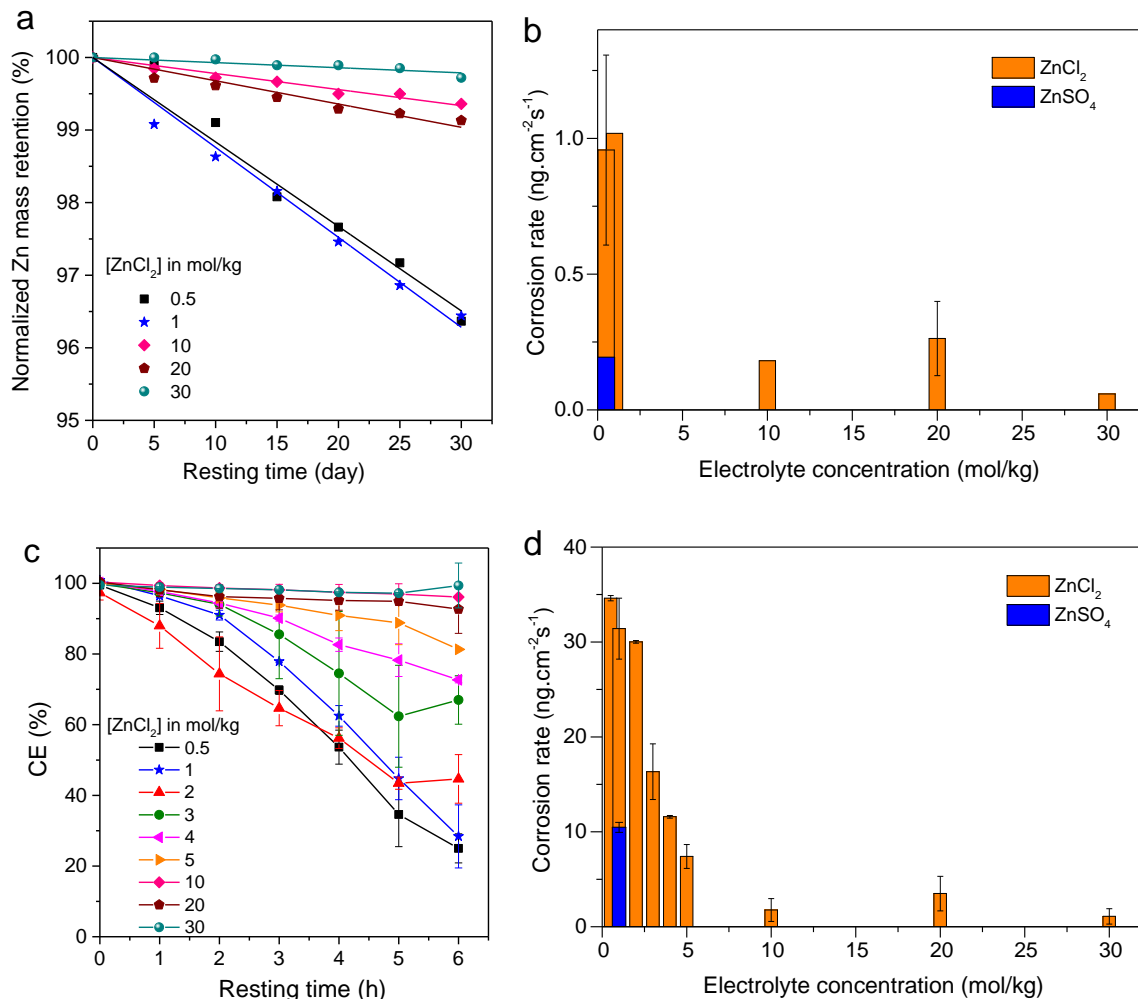 a
Normalized Zn mass retention (%)
100
99
98
97
96
95
[ZnCl₂] in mol/kg
0.5
1
10
20
30
0 5 10 15 20 25 30
Resting time (day)
b
Corrosion rate (ng.cm⁻²s⁻¹)
1.0
0.5
0.0
ZnCl₂
ZnSO₄
0 5 10 15 20 25 30
Electrolyte concentration (mol/kg)
c
CE (%)
100
80
60
40
20
0
[ZnCl₂] in mol/kg
0.5
1
2
3
4
5
10
20
30
0 1 2 3 4 5 6
Resting time (h)
d
Corrosion rate (ng.cm⁻²s⁻¹)
40
30
20
10
0
ZnCl₂
ZnSO₄
0 5 10 15 20 25 30
Electrolyte concentration (mol/kg)